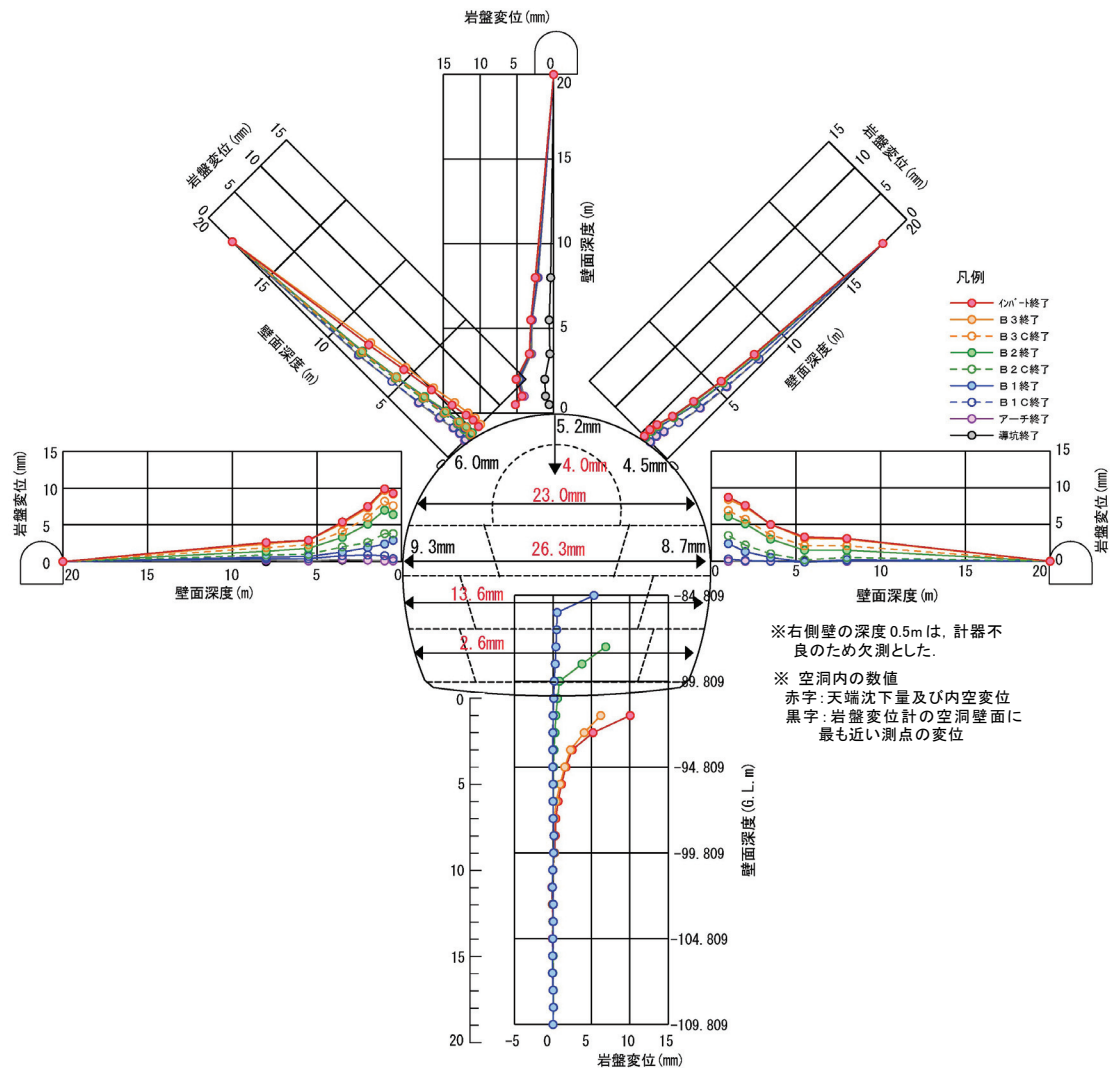 岩盤変位(mm)
15 10 5 0
20
15
10
5
0
壁面深度(m)
岩盤変位(mm)
15
10
5
0
20
15
10
5
壁面深度(m)
岩盤変位(mm)
15
10
5
0
20
15
10
5
壁面深度(m)
凡例
インバート終了
B3終了
B3C終了
B2終了
B2C終了
B1終了
B1C終了
アーチ終了
導坑終了
5.2mm
6.0mm
4.0mm
4.5mm
23.0mm
9.3mm
26.3mm
8.7mm
13.6mm
2.6mm
岩盤変位(mm)
15
10
5
0
20 15 10 5 0
壁面深度(m)
15
10
5
0
岩盤変位(mm)
0 5 10 15 20
壁面深度(m)
※右側壁の深度0.5mは,計器不
良のため欠測とした.
※ 空洞内の数値
赤字:天端沈下量及び内空変位
黒字:岩盤変位計の空洞壁面に
最も近い測点の変位
-84.809
-89.809
-94.809
-99.809
-104.809
-109.809
壁面深度(G.L.m)
0
5
10
15
20
-5 0 5 10 15
岩盤変位(mm)